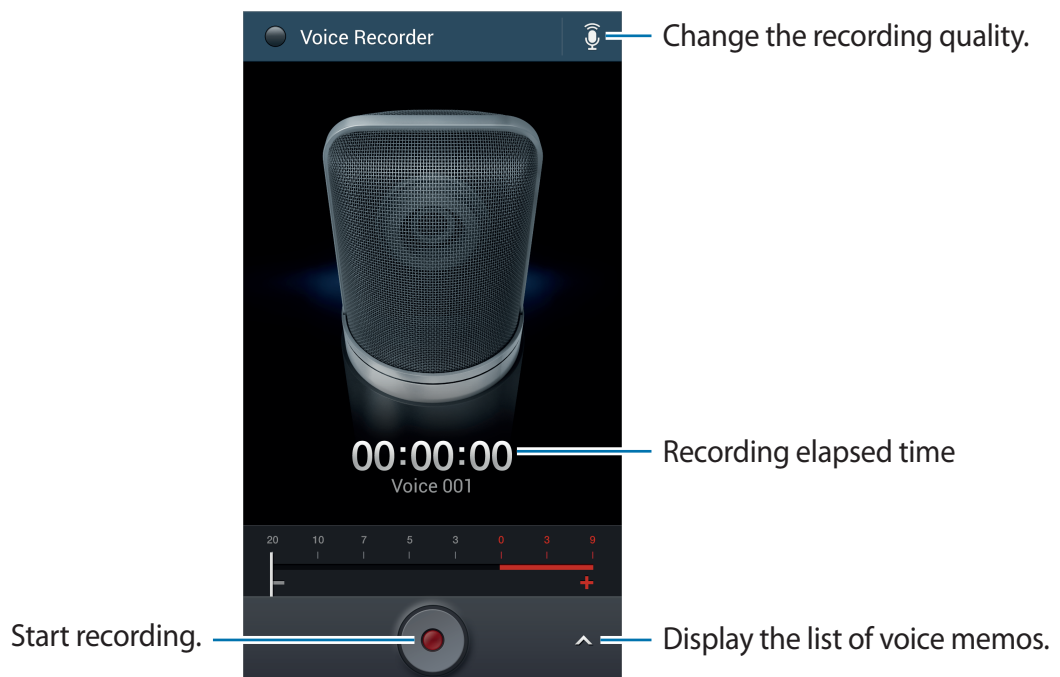 Voice Recorder
Change the recording quality.
00:00:00
Recording elapsed time
Voice 001
20 10 7 5 3 0 3 9
- +
Start recording.
Display the list of voice memos.